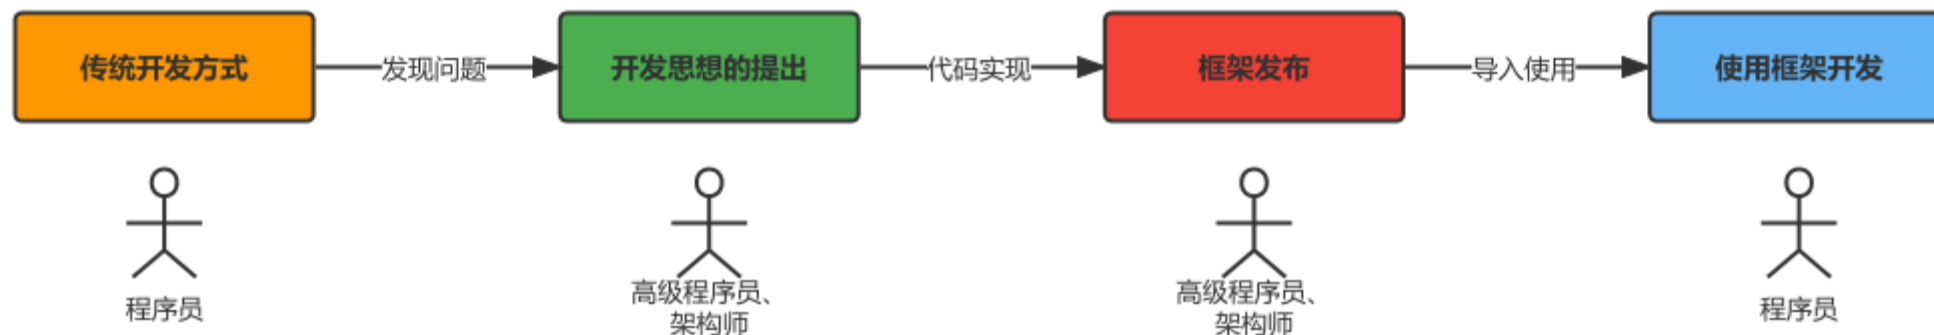 传统开发方式
发现问题
开发思想的提出
代码实现
框架发布
导入使用
使用框架开发
程序员
高级程序员、
架构师
高级程序员、
架构师
程序员